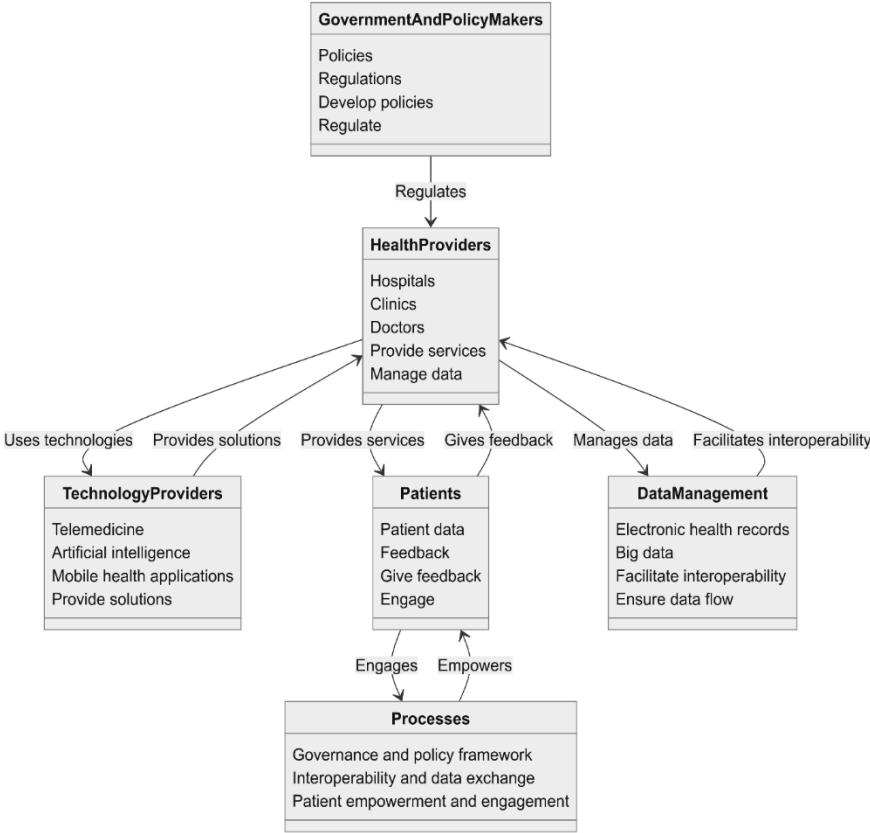 GovernmentAndPolicyMakers
Policies
Regulations
Develop policies
Regulate
Regulates
HealthProviders
Hospitals
Clinics
Doctors
Provide services
Manage data
Uses technologies
Provides solutions
Provides services
Gives feedback
Manages data
Facilitates interoperability
TechnologyProviders
Telemedicine
Artificial intelligence
Mobile health applications
Provide solutions
Patients
Patient data
Feedback
Give feedback
Engage
DataManagement
Electronic health records
Big data
Facilitate interoperability
Ensure data flow
Engages
Empowers
Processes
Governance and policy framework
Interoperability and data exchange
Patient empowerment and engagement